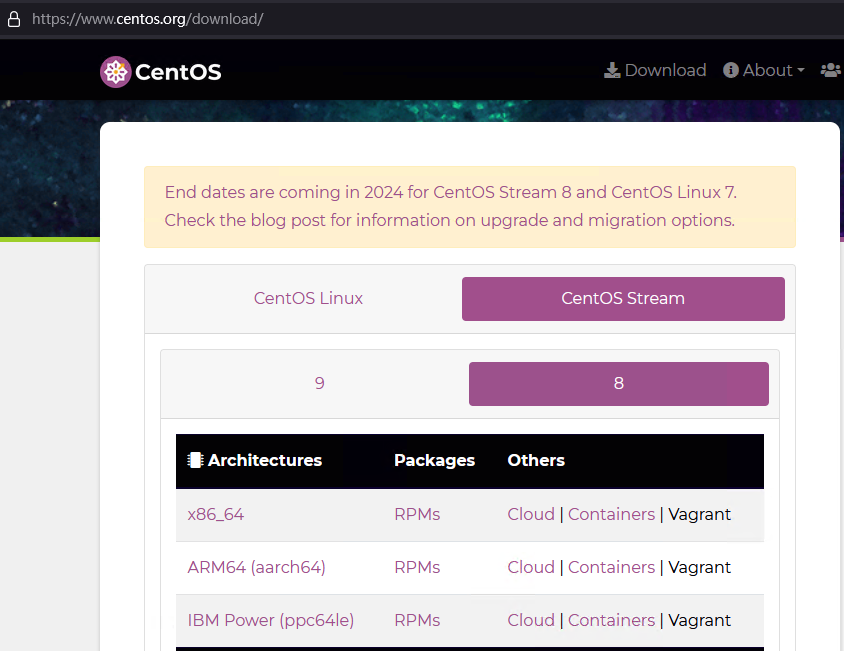 https://www.centos.org/download/
CentOS Download About
End dates are coming in 2024 for CentOS Stream 8 and CentOS Linux 7.
Check the blog post for information on upgrade and migration options.
CentOS Linux CentOS Stream
9 8
Architectures Packages Others
x86_64 RPMs Cloud | Containers | Vagrant
ARM64 (aarch64) RPMs Cloud | Containers | Vagrant
IBM Power (ppc64le) RPMs Cloud | Containers | Vagrant